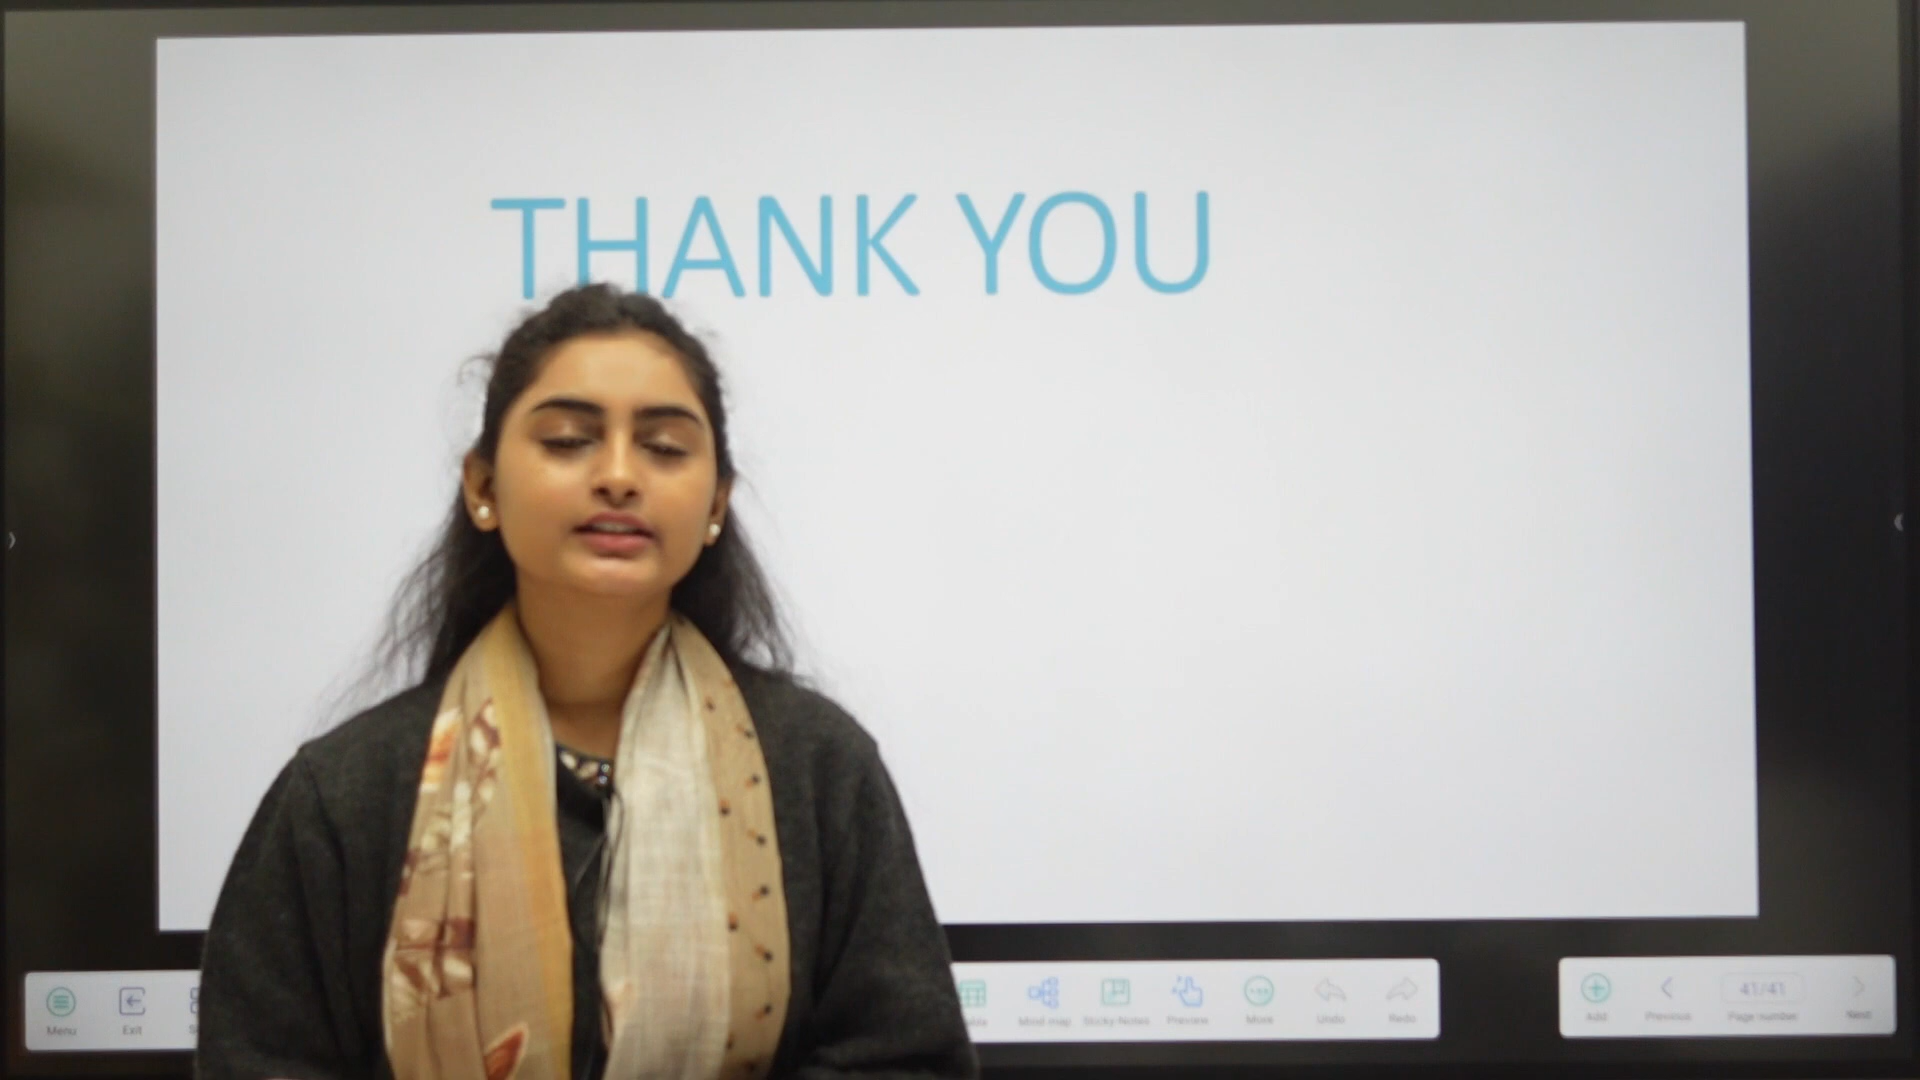 THANK YOU
Menu Exit Mind map Sticky-Notes Preview More Undo Redo Add Previous Page number Next
41/41